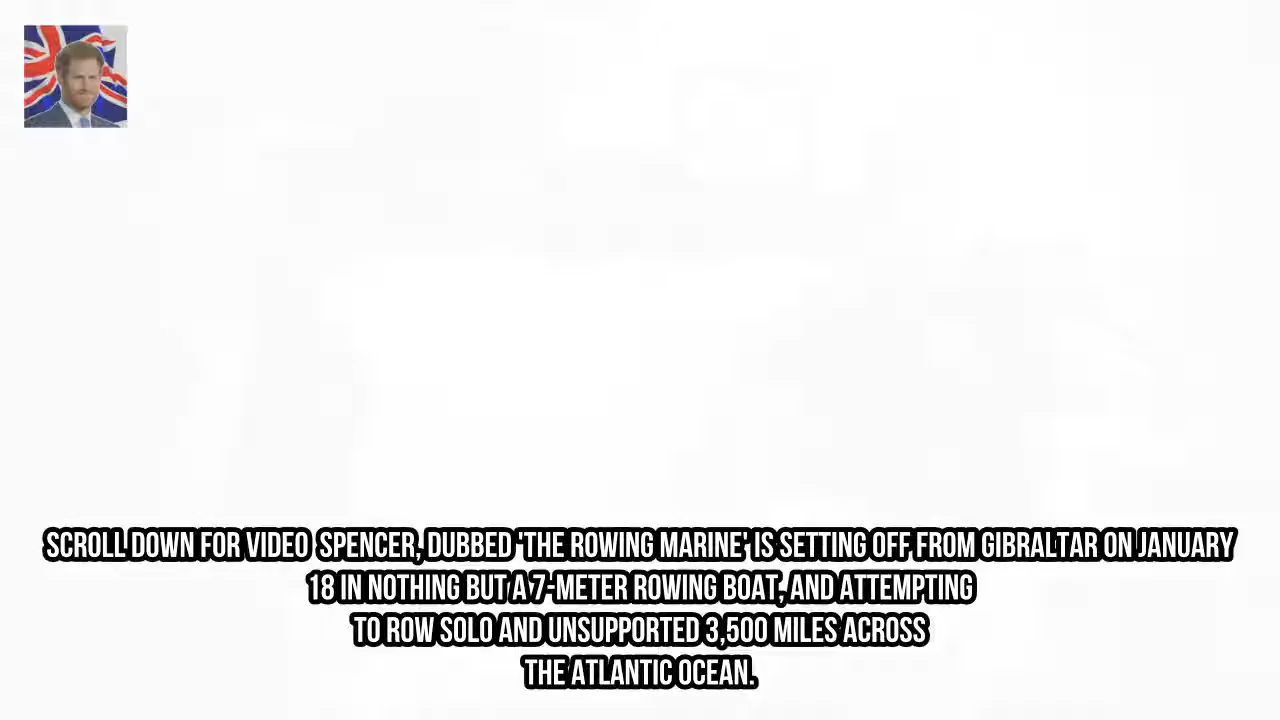 SCROLL DOWN FOR VIDEO SPENCER, DUBBED 'THE ROWING MARINE' IS SETTING OFF FROM GIBRALTAR ON JANUARY
18 IN NOTHING BUT A 7-METER ROWING BOAT, AND ATTEMPTING
TO ROW SOLO AND UNSUPPORTED 3,500 MILES ACROSS
THE ATLANTIC OCEAN.